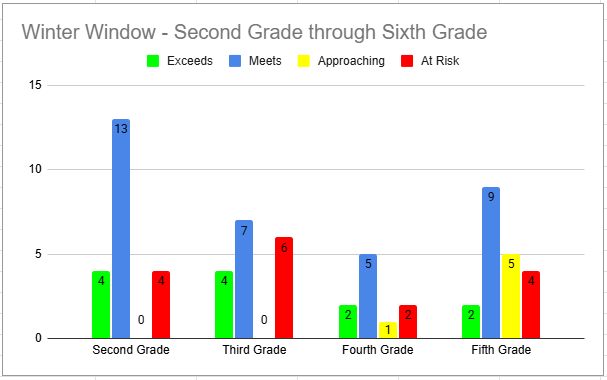 Winter Window - Second Grade through Sixth Grade
Exceeds Meets Approaching At Risk
15
10
5
0
4 13 0 4
4 7 0 6
2 5 1 2
2 9 5 4
Second Grade Third Grade Fourth Grade Fifth Grade